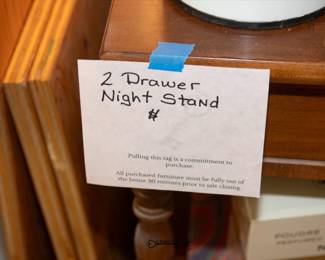 2 Drawer
Night Stand
#
Pulling this tag is a commitment to
purchase.
All purchased furniture must be fully out of
the house 30 minutes prior to sale closing.
POUDRE